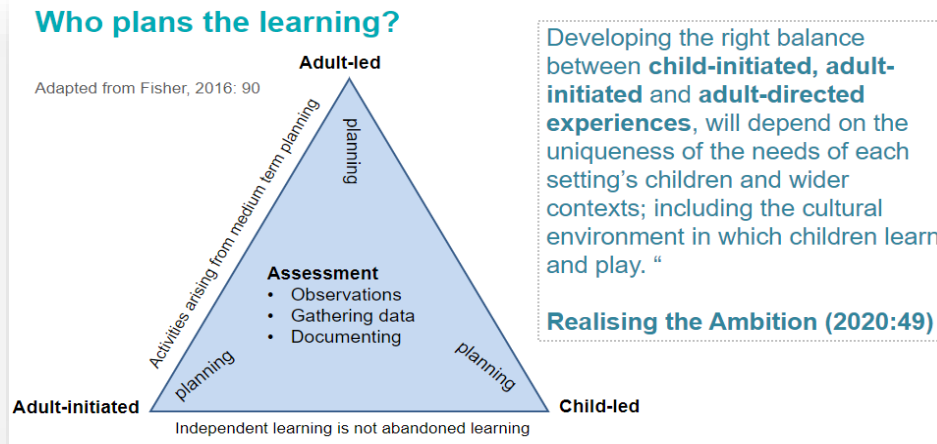 Who plans the learning?
Adapted from Fisher, 2016: 90
Adult-led
planning
Activities arising from medium term planning
Assessment
• Observations
• Gathering data
• Documenting
planning
planning
Adult-initiated
Child-led
Independent learning is not abandoned learning
Developing the right balance
between child-initiated, adult-
initiated and adult-directed
experiences, will depend on the
uniqueness of the needs of each
setting’s children and wider
contexts; including the cultural
environment in which children learn
and play. “
Realising the Ambition (2020:49)